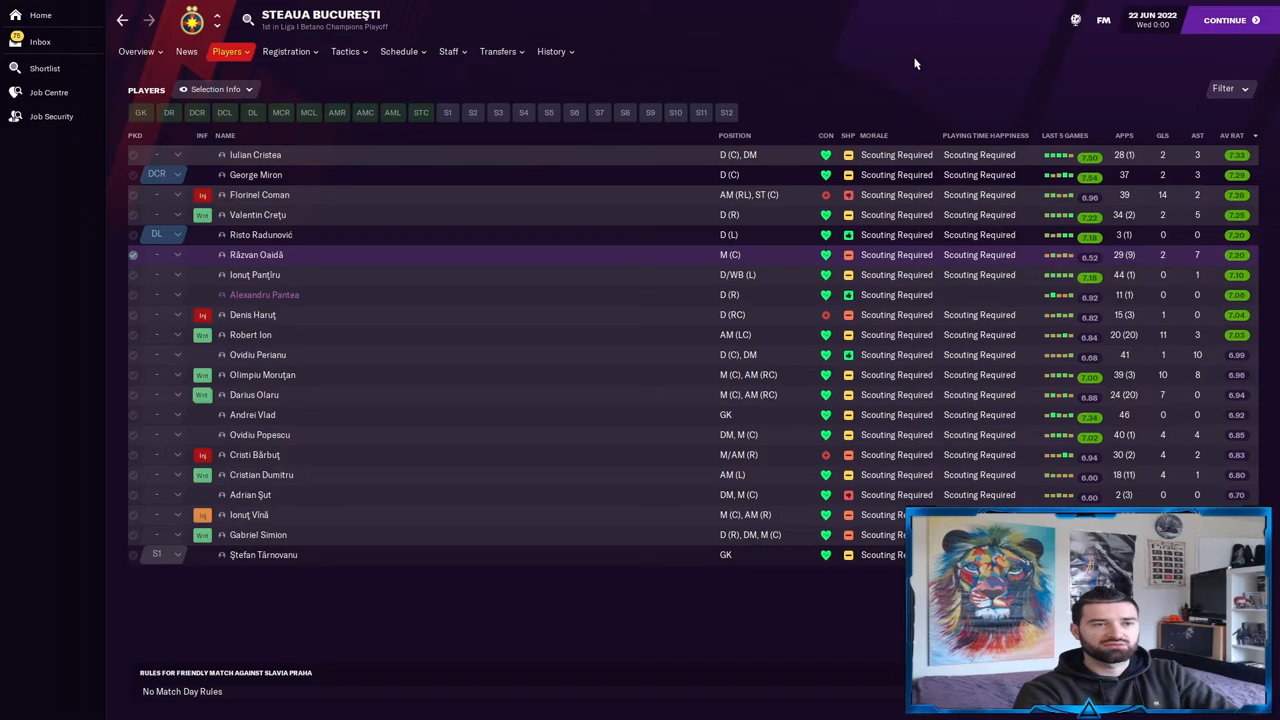 Home
75
Inbox
Shortlist
Job Centre
Job Security
STEAUA BUCUREȘTI
1st in Liga I Betano Champions Playoff
FM
22 JUN 2022
Wed 0:00
CONTINUE
Overview News Players Registration Tactics Schedule Staff Transfers History
PLAYERS Selection Info Filter
GK DR DCR DCL DL MCR MCL AMR AMC AML STC S1 S2 S3 S4 S5 S6 S7 S8 S9 S10 S11 S12
PKD INF NAME POSITION CON SHP MORALE PLAYING TIME HAPPINESS LAST 5 GAMES APPS GLS AST AV RAT
- Iulian Cristea D (C), DM Scouting Required Scouting Required 7.50 28 (1) 2 3 7.33
DCR George Miron D (C) Scouting Required Scouting Required 7.54 37 2 3 7.29
- Inj Florinel Coman AM (RL), ST (C) Scouting Required Scouting Required 6.96 39 14 2 7.28
- Wnt Valentin Crețu D (R) Scouting Required Scouting Required 7.22 34 (2) 2 5 7.25
DL Risto Radunović D (L) Scouting Required Scouting Required 7.18 3 (1) 0 0 7.20
- Răzvan Oaidă M (C) Scouting Required Scouting Required 6.52 29 (9) 2 7 7.20
- Ionuț Panțîru D/WB (L) Scouting Required Scouting Required 7.18 44 (1) 0 1 7.10
- Alexandru Pantea D (R) Scouting Required 6.92 11 (1) 0 0 7.06
- Inj Denis Haruț D (RC) Scouting Required Scouting Required 6.82 15 (3) 1 0 7.04
- Wnt Robert Ion AM (LC) Scouting Required Scouting Required 6.84 20 (20) 11 3 7.03
- Ovidiu Perianu D (C), DM Scouting Required Scouting Required 6.68 41 1 10 6.99
- Wnt Olimpiu Moruțan M (C), AM (RC) Scouting Required Scouting Required 7.00 39 (3) 10 8 6.96
- Wnt Darius Olaru M (C), AM (RC) Scouting Required Scouting Required 6.88 24 (20) 7 0 6.94
- Andrei Vlad GK Scouting Required Scouting Required 7.34 46 0 0 6.92
- Ovidiu Popescu DM, M (C) Scouting Required Scouting Required 7.02 40 (1) 4 4 6.85
- Inj Cristi Bărbuț M/AM (R) Scouting Required Scouting Required 6.94 30 (2) 4 2 6.83
- Wnt Cristian Dumitru AM (L) Scouting Required Scouting Required 6.60 18 (11) 4 1 6.80
- Adrian Șut DM, M (C) Scouting Required Scouting Required 6.60 2 (3) 0 0 6.70
- Inj Ionuț Vînă M (C), AM (R) Scouting Re
- Wnt Gabriel Simion D (R), DM, M (C) Scouting Re
S1 Ștefan Târnovanu GK Scouting Re
RULES FOR FRIENDLY MATCH AGAINST SLAVIA PRAHA
No Match Day Rules